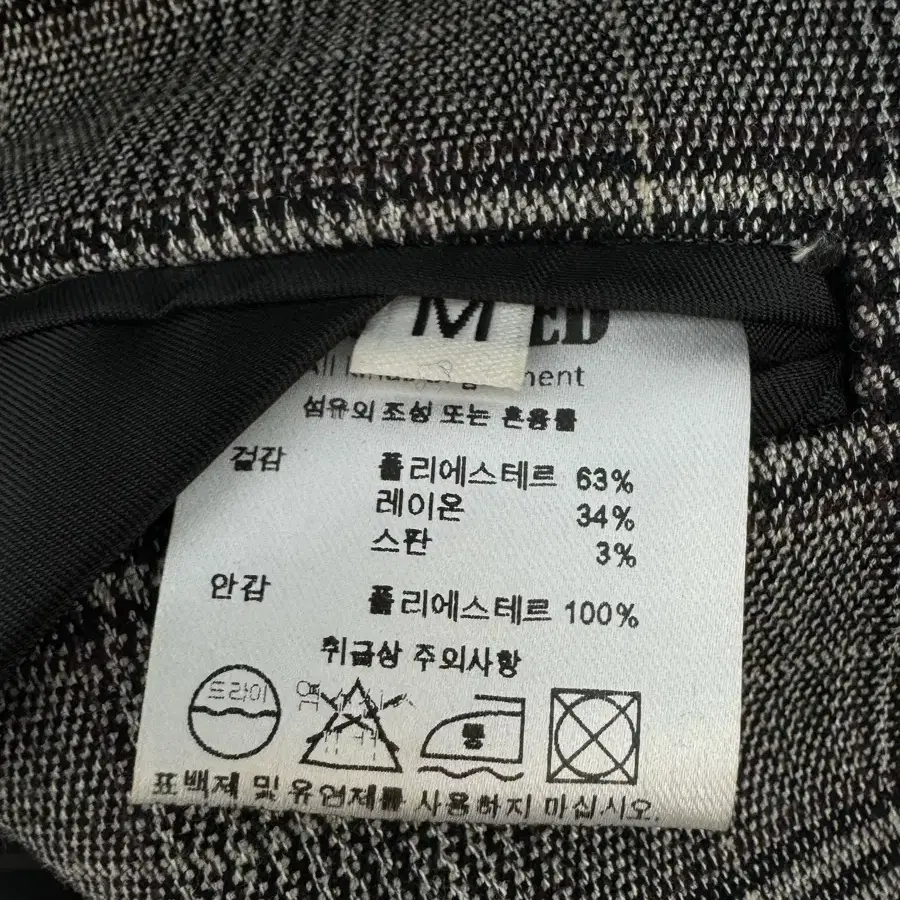 M
ED
섬유의 조성 또는 혼용률
겉감 폴리에스테르 63%
레이온 34%
스판 3%
안감 폴리에스테르 100%
취급상 주의사항
드라이
중
표백제 및 유연제를 사용하지 마십시오.